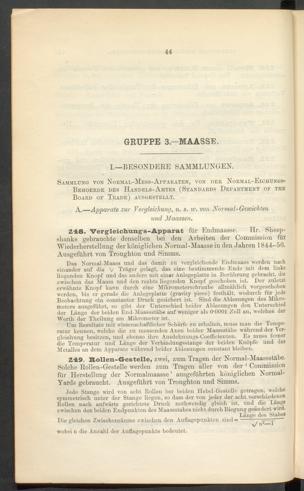 44
GRUPPE 3.—MAASSE.
I.—BESONDERE SAMMLUNGEN.
SAMMLUNG VON NORMAL-MESS-APPARATEN, VON DER NORMAL-EICHUNGS-
BEHOERDE DES HANDELS-AMTES (STANDARDS DEPARTMENT OF THE
BOARD OF TRADE) AUSGESTELLT.
A.—Apparate zur Vergleichung, u. s. w. von Normal-Gewichten
und Maassen.
248. Vergleichungs-Apparat für Endmaasse. Hr. Sheep-
shanks gebrauchte denselben bei den Arbeiten der Commission für
Wiederherstellung der königlichen Normal-Maasse in den Jahren 1844-50.
Ausgeführt von Troughton und Simms.
Das Normal-Maass und das damit zu vergleichende Endmaass werden nach
einander auf die Träger gelegt, das eine bestimmende Ende mit dem links
liegenden Knopf und das andere mit einer Anlageplatte in Berührung gebracht, die
zwischen das Maass und den rechts liegenden Knopf geschoben ist. Der zuletzt
erwähnte Knopf kann durch eine Mikrometerschraube allmählich vorgeschoben
werden, bis er gerade die Anlageplatte (gravity piece) festhält, wodurch für jede
Beobachtung ein constanter Druck gesichert ist. Sind die Ablesungen des Mikro-
meters ausgeführt, so gibt der Unterschied beider Ablesungen den Unterschied
der Länge der beiden End-Maassstäbe auf weniger als 0·0001 Zoll an, welches der
Werth der Theilung am Mikrometer ist.
Um Resultate mit wissenschaftlicher Schärfe zu erhalten, muss man die Tempe-
ratur kennen, welche die zu messenden Axen beider Maassstäbe während der Ver-
gleichung besitzen, und ebenso ihre Ausdehnungs-Coefficienten. Es muss ferner
die Temperatur und Länge der Verbindungsstange der beiden Knöpfe und des
Metalles an dem Apparate während beider Ablesungen constant bleiben.
249. Rollen-Gestelle, zwei, zum Tragen der Normal-Maassstäbe.
Solche Rollen-Gestelle werden zum Tragen aller von der 'Commission
für Herstellung der Normalmaasse' ausgeführten königlichen Normal-
Yards gebraucht. Ausgeführt von Troughton und Simms.
Jede Stange wird von acht Rollen der beiden Hebel-Gestelle getragen, welche
symmetrisch unter der Stange liegen, so dass der von jeder der acht verschiedenen
Rollen nach aufwärts gerichtete Druck nothwendig gleich ist, und die Länge
zwischen den beiden Endpunkten des Maasstabes nicht durch Biegung geändert wird.
Die gleichen Zwischenräume zwischen den Auflagepunkten sind = Länge des Stabes / √n²—1
wobei n die Anzahl der Auflagepunkte bedeutet.